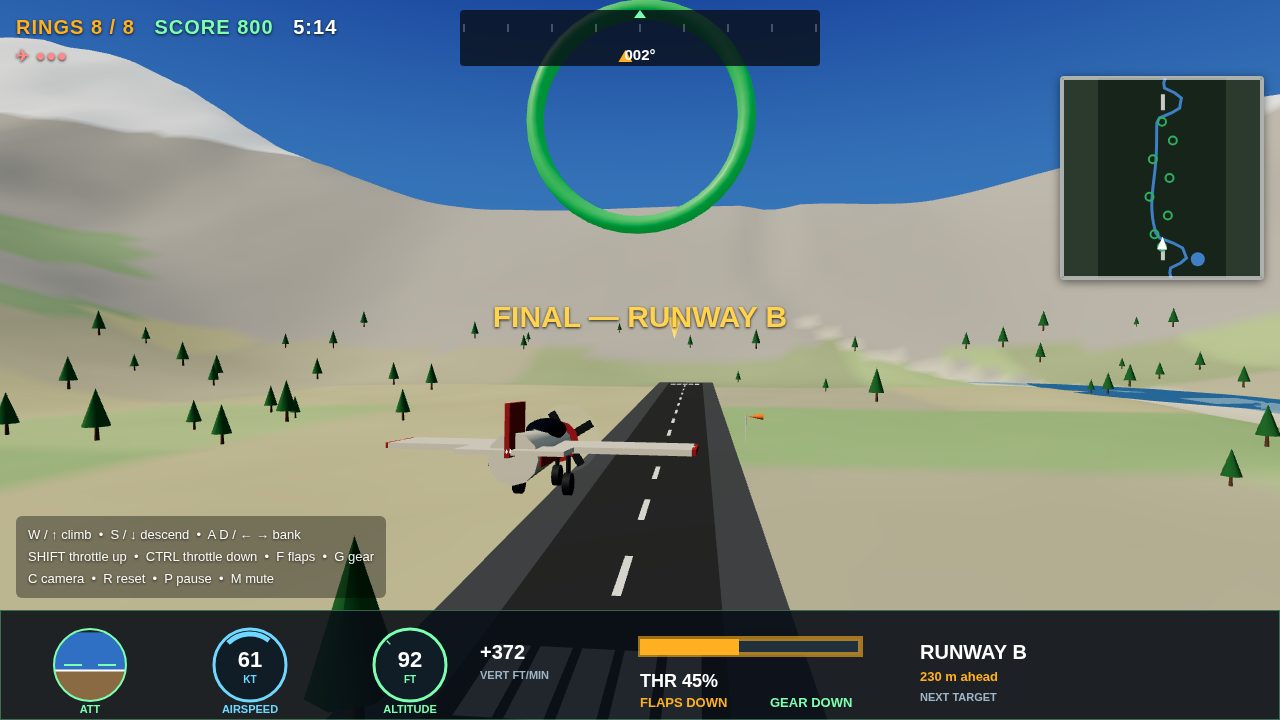 RINGS 8 / 8 SCORE 800 5:14
002°
FINAL — RUNWAY B
W / ↑ climb • S / ↓ descend • A D / ← → bank
SHIFT throttle up • CTRL throttle down • F flaps • G gear
C camera • R reset • P pause • M mute
ATT
61
KT
AIRSPEED
92
FT
ALTITUDE
+372
VERT FT/MIN
THR 45%
FLAPS DOWN GEAR DOWN
RUNWAY B
230 m ahead
NEXT TARGET